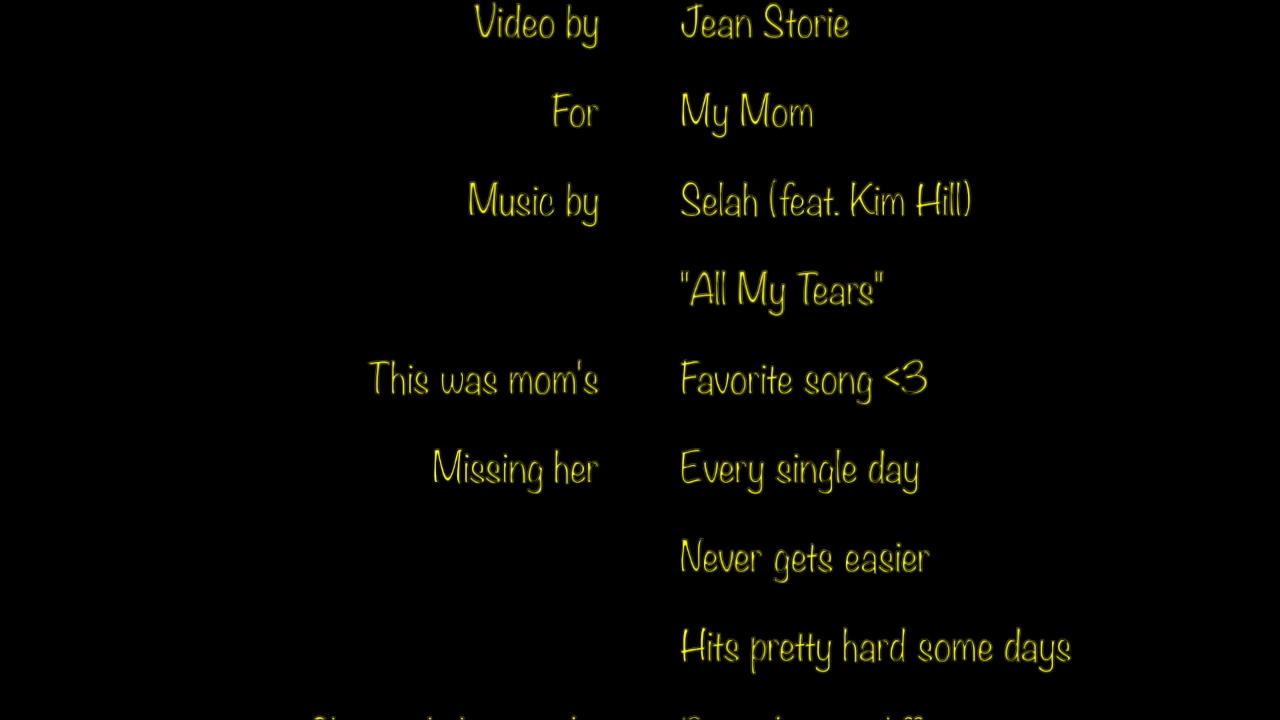 Video by Jean Storie
For My Mom
Music by Selah (feat. Kim Hill)
"All My Tears"
This was mom's Favorite song <3
Missing her Every single day
Never gets easier
Hits pretty hard some days